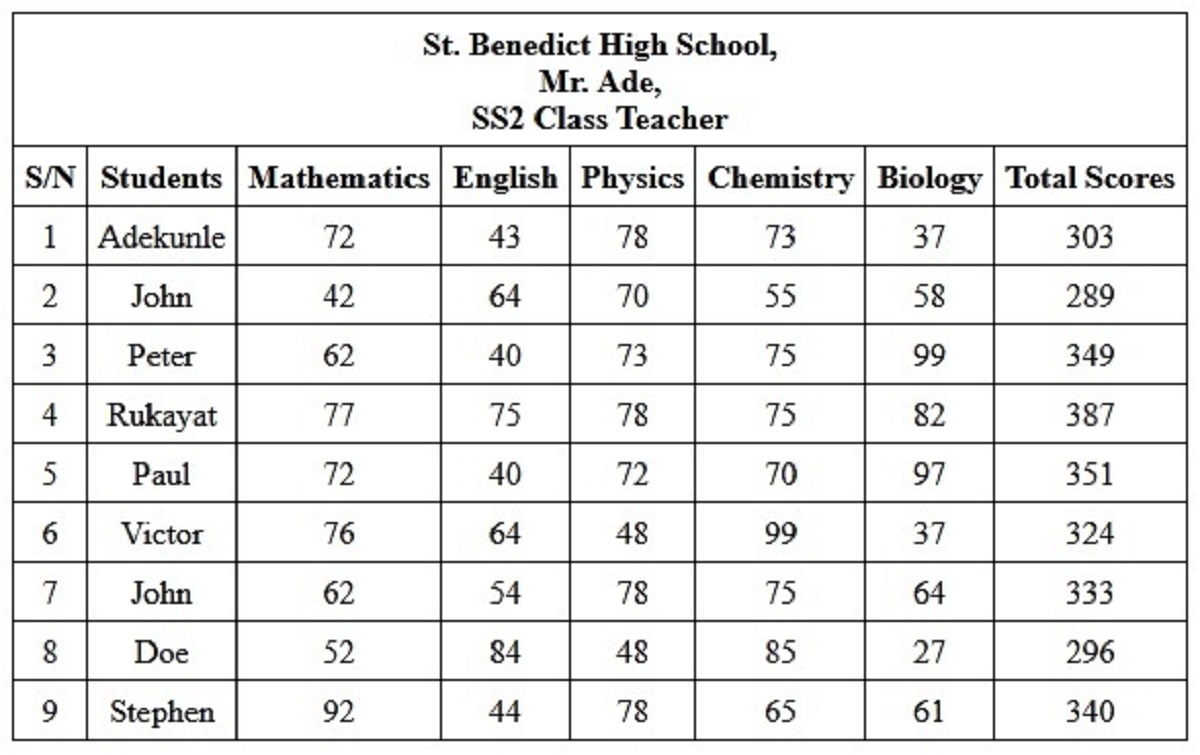 St. Benedict High School,
Mr. Ade,
SS2 Class Teacher
S/N Students Mathematics English Physics Chemistry Biology Total Scores
1 Adekunle 72 43 78 73 37 303
2 John 42 64 70 55 58 289
3 Peter 62 40 73 75 99 349
4 Rukayat 77 75 78 75 82 387
5 Paul 72 40 72 70 97 351
6 Victor 76 64 48 99 37 324
7 John 62 54 78 75 64 333
8 Doe 52 84 48 85 27 296
9 Stephen 92 44 78 65 61 340